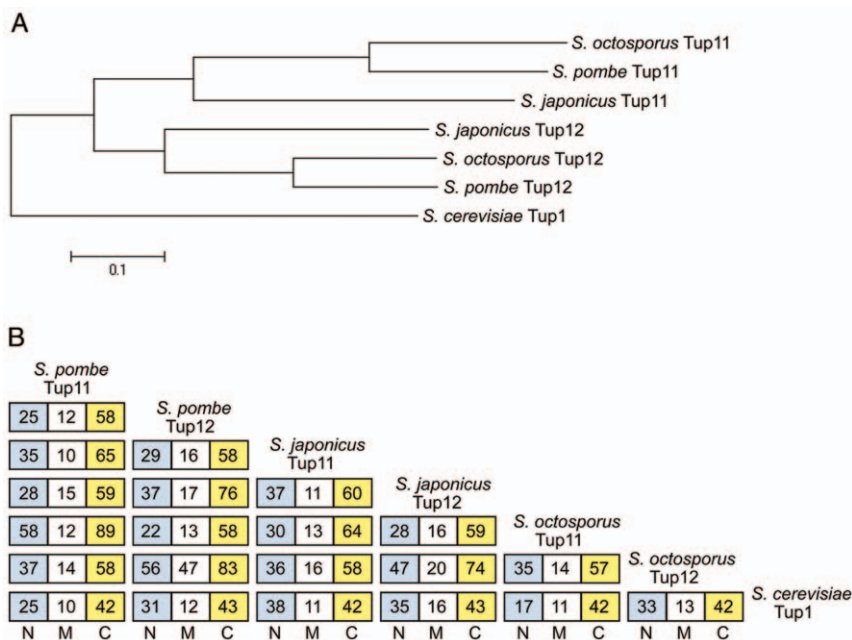 A
S. octosporus Tup11
S. pombe Tup11
S. japonicus Tup11
S. japonicus Tup12
S. octosporus Tup12
S. pombe Tup12
S. cerevisiae Tup1
0.1
B
S. pombe
Tup11
25 12 58
S. pombe
Tup12
35 10 65 29 16 58
S. japonicus
Tup11
28 15 59 37 17 76 37 11 60
S. japonicus
Tup12
58 12 89 22 13 58 30 13 64 28 16 59
S. octosporus
Tup11
37 14 58 56 47 83 36 16 58 47 20 74 35 14 57
S. octosporus
Tup12
25 10 42 31 12 43 38 11 42 35 16 43 17 11 42 33 13 42
S. cerevisiae
Tup1
N M C N M C N M C N M C N M C N M C